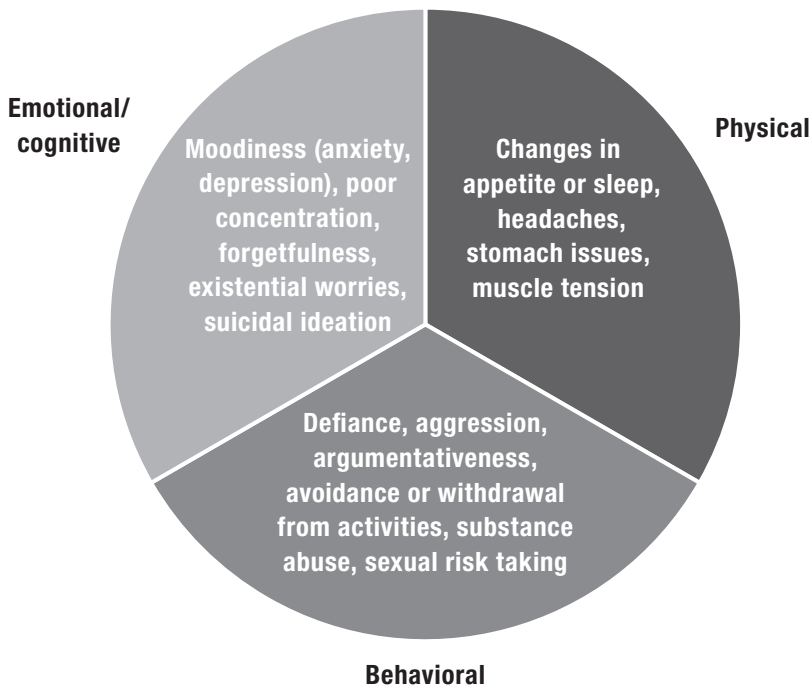 Emotional/
cognitive
Moodiness (anxiety,
depression), poor
concentration,
forgetfulness,
existential worries,
suicidal ideation
Physical
Changes in
appetite or sleep,
headaches,
stomach issues,
muscle tension
Defiance, aggression,
argumentativeness,
avoidance or withdrawal
from activities, substance
abuse, sexual risk taking
Behavioral